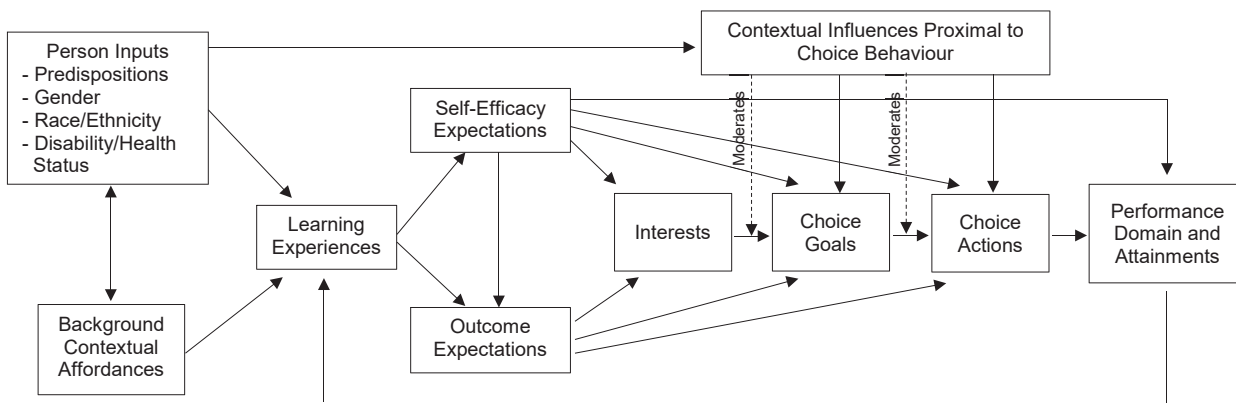 Person Inputs
- Predispositions
- Gender
- Race/Ethnicity
- Disability/Health
Status
Contextual Influences Proximal to
Choice Behaviour
Self-Efficacy
Expectations
Moderates
Moderates
Learning
Experiences
Interests
Choice
Goals
Choice
Actions
Performance
Domain and
Attainments
Background
Contextual
Affordances
Outcome
Expectations